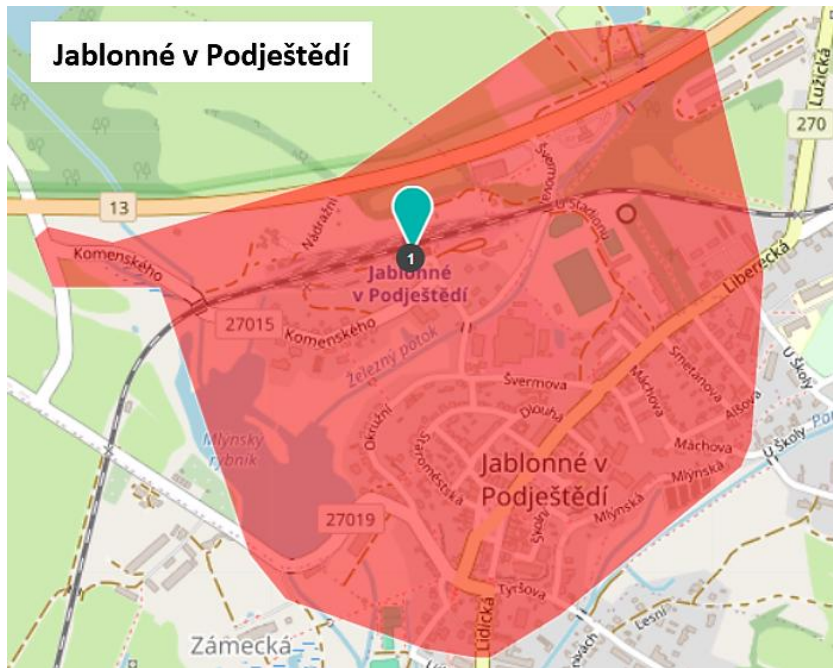 Jablonné v Podještědí
Lužická
270
13
Švermova
Nádražní
U Stadionu
Komenského
1
Jablonné
v Podještědí
Liberecká
27015
Komenského
Železný potok
Švermova
Smetanova
U Školy
Máchova
Okružní
Dlouhá
Alšova
Mlýnský
rybník
Staroměstská
Máchova
U Školy
Jablonné v
Podještědí
Mlýnská
27019
Školní
Mlýnská
Tyršova
Lesní
Zámecká
Lidická